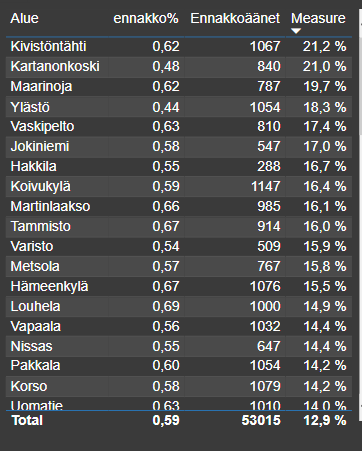 Alue ennakko% Ennakkoäänet Measure
Kivistöntähti 0,62 1067 21,2 %
Kartanonkoski 0,48 840 21,0 %
Maarinoja 0,62 787 19,7 %
Ylästö 0,44 1054 18,3 %
Vaskipelto 0,63 810 17,4 %
Jokiniemi 0,58 547 17,0 %
Hakkila 0,55 288 16,7 %
Koivukylä 0,59 1147 16,4 %
Martinlaakso 0,66 985 16,1 %
Tammisto 0,67 914 16,0 %
Varisto 0,54 509 15,9 %
Metsola 0,57 767 15,8 %
Hämeenkylä 0,67 1076 15,5 %
Louhela 0,69 1000 14,9 %
Vapaala 0,56 1032 14,4 %
Nissas 0,55 647 14,4 %
Pakkala 0,60 1054 14,2 %
Korso 0,58 1079 14,2 %
Uomatie 0,63 1010 14,0 %
Total 0,59 53015 12,9 %